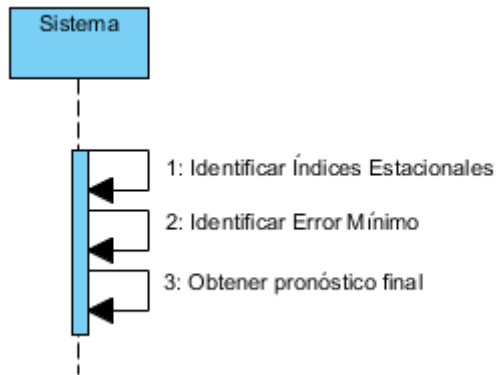 Sistema
1: Identificar Índices Estacionales
2: Identificar Error Mínimo
3: Obtener pronóstico final